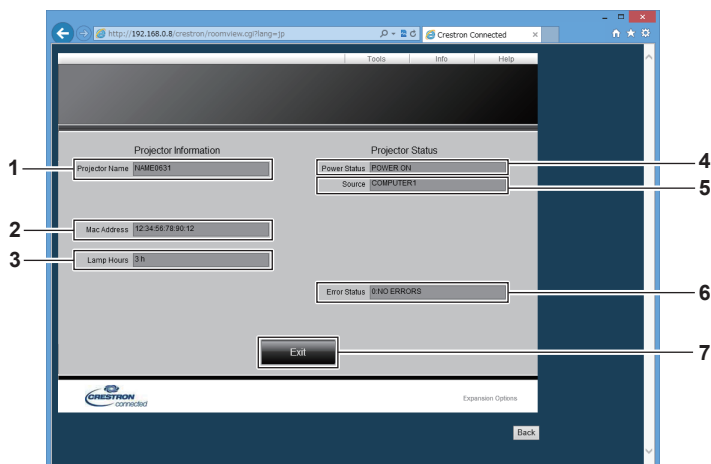 http://192.168.0.8/crestron/roomview.cgi?lang=jp
Crestron Connected
Tools Info Help
Projector Information Projector Status
1 Projector Name NAME0631 Power Status POWER ON 4
Source COMPUTER1 5
2 Mac Address 12:34:56:78:90:12
3 Lamp Hours 3 h
Error Status 0:NO ERRORS 6
Exit 7
CRESTRON
connected
Expansion Options
Back